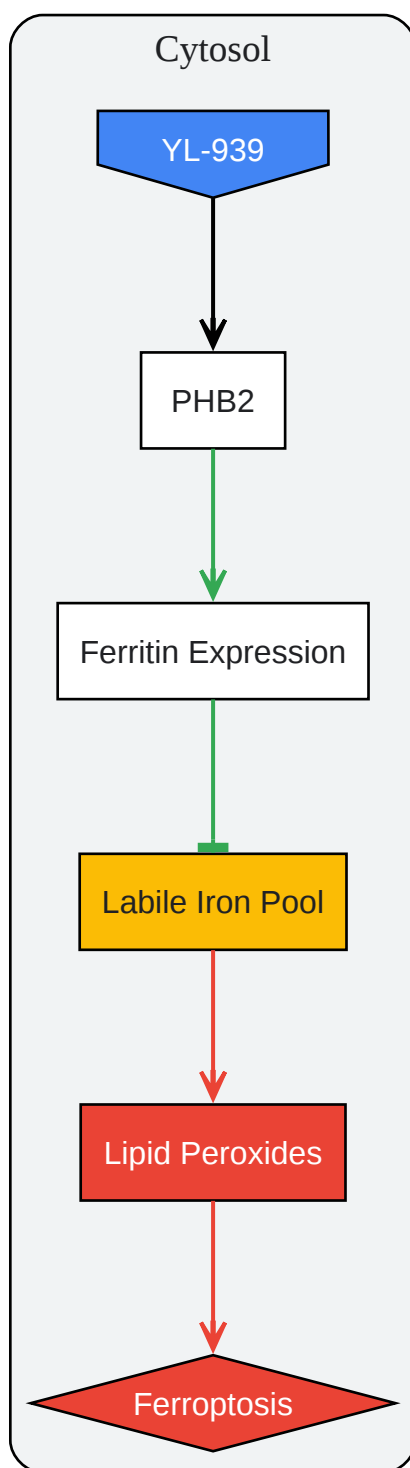 Cytosol
YL-939
PHB2
Ferritin Expression
Labile Iron Pool
Lipid Peroxides
Ferroptosis